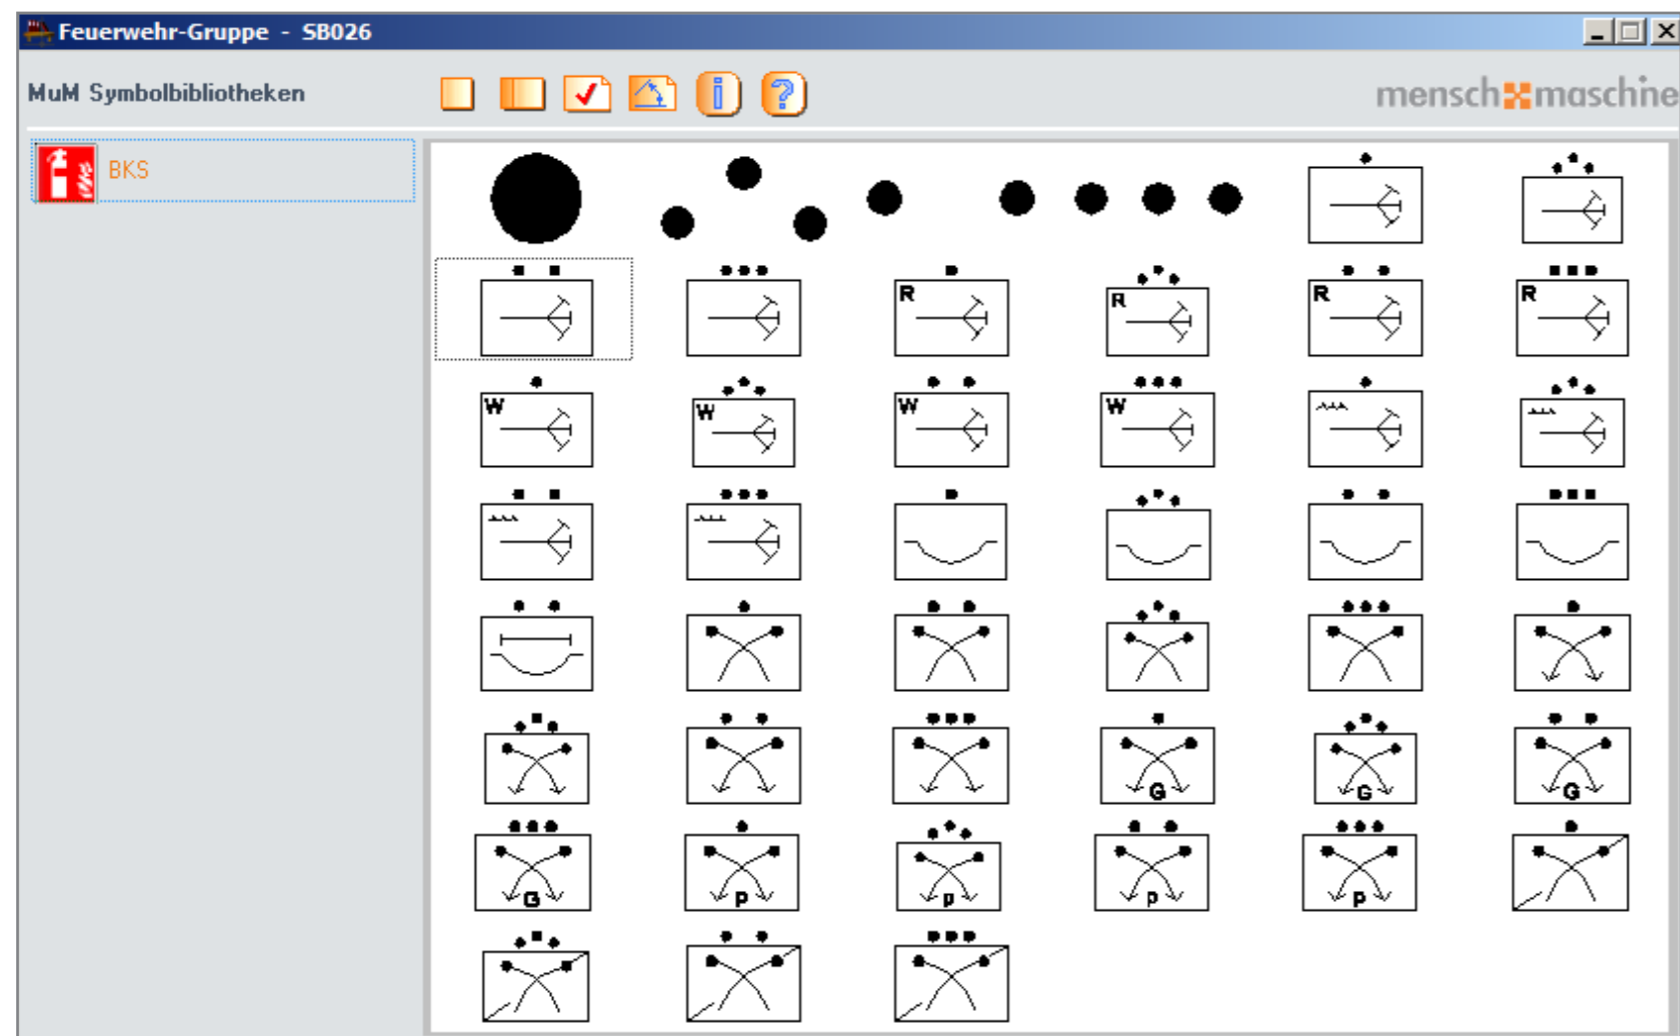 Feuerwehr-Gruppe - SB026
MuM Symbolbibliotheken
mensch maschine
BKS
R R R R
W W W W
G G G
G P p p P